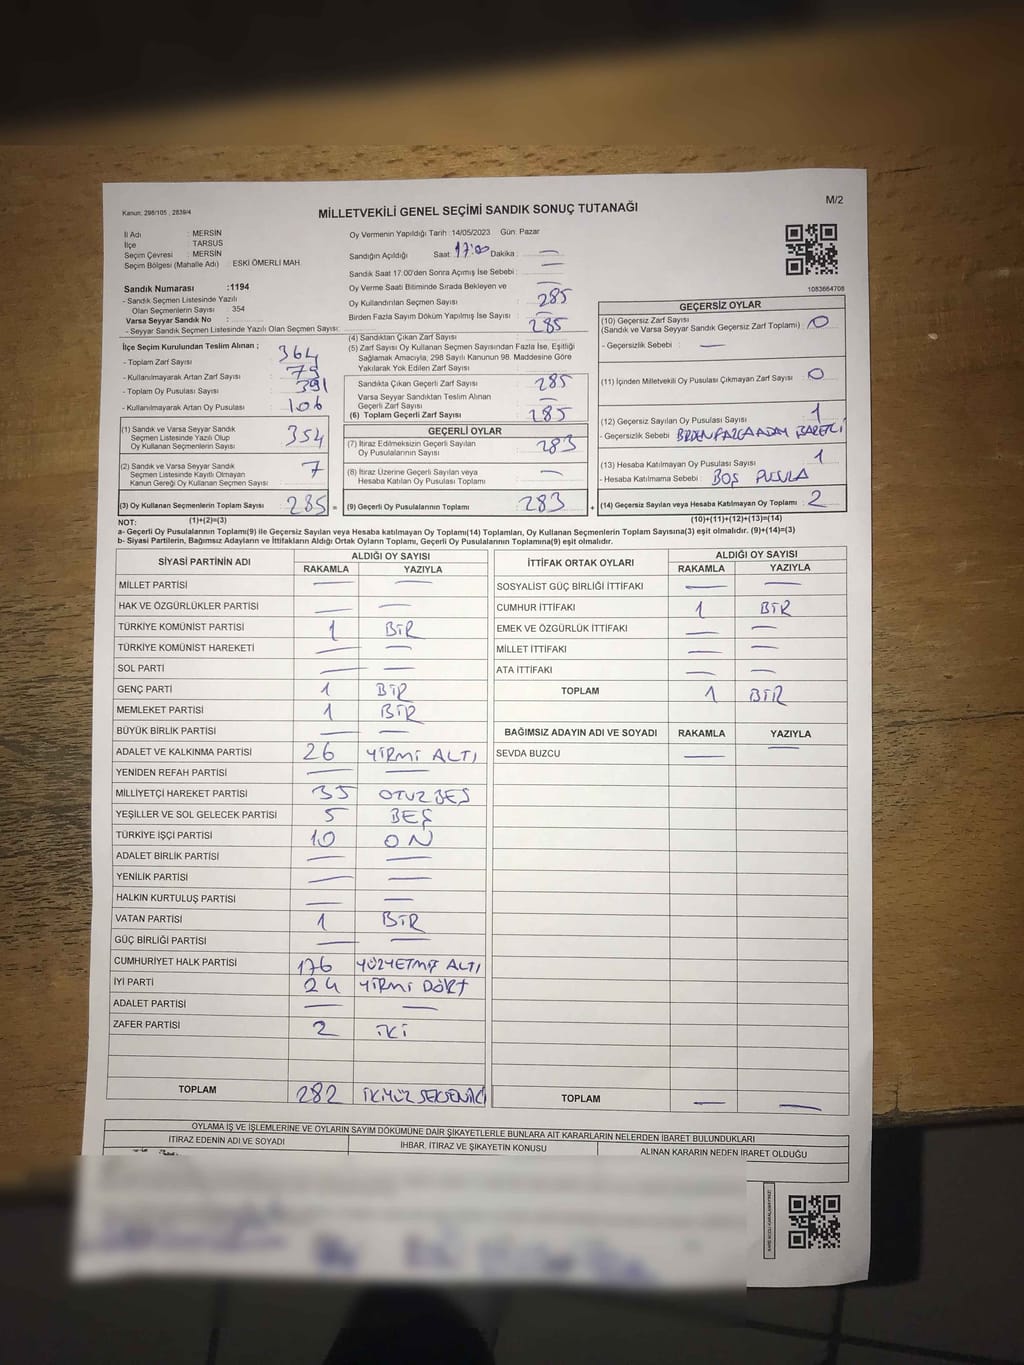 Kanun: 298/105 , 2839/4
M/2
MİLLETVEKİLİ GENEL SEÇİMİ SANDIK SONUÇ TUTANAĞI
İl Adı : MERSİN
İlçe : TARSUS
Seçim Çevresi : MERSİN
Seçim Bölgesi (Mahalle Adı) : ESKİ ÖMERLİ MAH.
Oy Vermenin Yapıldığı Tarih : 14/05/2023 Gün: Pazar
Sandığın Açıldığı Saat: 17:00 Dakika : —
Sandık Saat 17:00'den Sonra Açımış İse Sebebi : —
Oy Verme Saati Bitiminde Sırada Bekleyen ve
Oy Kullandırılan Seçmen Sayısı : 285
Birden Fazla Sayım Döküm Yapılmış İse Sayısı : 285
Sandık Numarası :1194
- Sandık Seçmen Listesinde Yazılı
Olan Seçmenlerin Sayısı : 354
Varsa Seyyar Sandık No :
- Seyyar Sandık Seçmen Listesinde Yazılı Olan Seçmen Sayısı:
1083664708
İlçe Seçim Kurulundan Teslim Alınan ;
- Toplam Zarf Sayısı : 364
- Kullanılmayarak Artan Zarf Sayısı : 79
- Toplam Oy Pusulası Sayısı : 391
- Kullanılmayarak Artan Oy Pusulası : 106
(1) Sandık ve Varsa Seyyar Sandık
Seçmen Listesinde Yazılı Olup
Oy Kullanan Seçmenlerin Sayısı : 354
(2) Sandık ve Varsa Seyyar Sandık
Seçmen Listesinde Kayıtlı Olmayan
Kanun Gereği Oy Kullanan Seçmen Sayısı : 7
(3) Oy Kullanan Seçmenlerin Toplam Sayısı : 285 =
(4) Sandıktan Çıkan Zarf Sayısı :
(5) Zarf Sayısı Oy Kullanan Seçmen Sayısından Fazla İse, Eşitliği
Sağlamak Amacıyla, 298 Sayılı Kanunun 98. Maddesine Göre
Yakılarak Yok Edilen Zarf Sayısı :
Sandıkta Çıkan Geçerli Zarf Sayısı : 285
Varsa Seyyar Sandıktan Teslim Alınan
Geçerli Zarf Sayısı : —
(6) Toplam Geçerli Zarf Sayısı : 285
GEÇERLİ OYLAR
(7) İtiraz Edilmeksizin Geçerli Sayılan
Oy Pusulalarının Sayısı : 283
(8) İtiraz Üzerine Geçerli Sayılan veya
Hesaba Katılan Oy Pusulası Toplamı : —
(9) Geçerli Oy Pusulalarının Toplamı : 283 +
GEÇERSİZ OYLAR
(10) Geçersiz Zarf Sayısı
(Sandık ve Varsa Seyyar Sandık Geçersiz Zarf Toplamı) : 0
- Geçersizlik Sebebi : —
(11) İçinden Milletvekili Oy Pusulası Çıkmayan Zarf Sayısı : 0
(12) Geçersiz Sayılan Oy Pusulası Sayısı : 1
- Geçersizlik Sebebi : BİRDEN FAZLA ADAY
(13) Hesaba Katılmayan Oy Pusulası Sayısı : 1
- Hesaba Katılmama Sebebi : BOŞ PUSULA
(14) Geçersiz Sayılan veya Hesaba Katılmayan Oy Toplamı : 2
NOT: (1)+(2)=(3)
(10)+(11)+(12)+(13)=(14)
a- Geçerli Oy Pusulalarının Toplamı(9) ile Geçersiz Sayılan veya Hesaba katılmayan Oy Toplamı(14) Toplamları, Oy Kullanan Seçmenlerin Toplam Sayısına(3) eşit olmalıdır. (9)+(14)=(3)
b- Siyasi Partilerin, Bağımsız Adayların ve İttifakların Aldığı Ortak Oyların Toplamı, Geçerli Oy Pusulalarının Toplamına(9) eşit olmalıdır.
SİYASİ PARTİNİN ADI ALDIĞI OY SAYISI
RAKAMLA YAZIYLA
MİLLET PARTİSİ — —
HAK VE ÖZGÜRLÜKLER PARTİSİ — —
TÜRKİYE KOMÜNİST PARTİSİ 1 BİR
TÜRKİYE KOMÜNİST HAREKETİ — —
SOL PARTİ — —
GENÇ PARTİ 1 BİR
MEMLEKET PARTİSİ 1 BİR
BÜYÜK BİRLİK PARTİSİ — —
ADALET VE KALKINMA PARTİSİ 26 YİRMİ ALTI
YENİDEN REFAH PARTİSİ — —
MİLLİYETÇİ HAREKET PARTİSİ 35 OTUZ BEŞ
YEŞİLLER VE SOL GELECEK PARTİSİ 5 BEŞ
TÜRKİYE İŞÇİ PARTİSİ 10 ON
ADALET BİRLİK PARTİSİ — —
YENİLİK PARTİSİ — —
HALKIN KURTULUŞ PARTİSİ — —
VATAN PARTİSİ 1 BİR
GÜÇ BİRLİĞİ PARTİSİ — —
CUMHURİYET HALK PARTİSİ 176 YÜZYETMİŞ ALTI
İYİ PARTİ 24 YİRMİ DÖRT
ADALET PARTİSİ — —
ZAFER PARTİSİ 2 İKİ
TOPLAM 282 İKİYÜZ SEKSENİKİ
İTTİFAK ORTAK OYLARI ALDIĞI OY SAYISI
RAKAMLA YAZIYLA
SOSYALİST GÜÇ BİRLİĞİ İTTİFAKI — —
CUMHUR İTTİFAKI 1 BİR
EMEK VE ÖZGÜRLÜK İTTİFAKI — —
MİLLET İTTİFAKI — —
ATA İTTİFAKI — —
TOPLAM 1 BİR
BAĞIMSIZ ADAYIN ADI VE SOYADI RAKAMLA YAZIYLA
SEVDA BUZCU — —
TOPLAM — —
OYLAMA İŞ VE İŞLEMLERİNE VE OYLARIN SAYIM DÖKÜMÜNE DAİR ŞİKAYETLERLE BUNLARA AİT KARARLARIN NELERDEN İBARET BULUNDUKLARI
İTİRAZ EDENİN ADI VE SOYADI İHBAR, İTİRAZ VE ŞİKAYETİN KONUSU ALINAN KARARIN NEDEN İBARET OLDUĞU